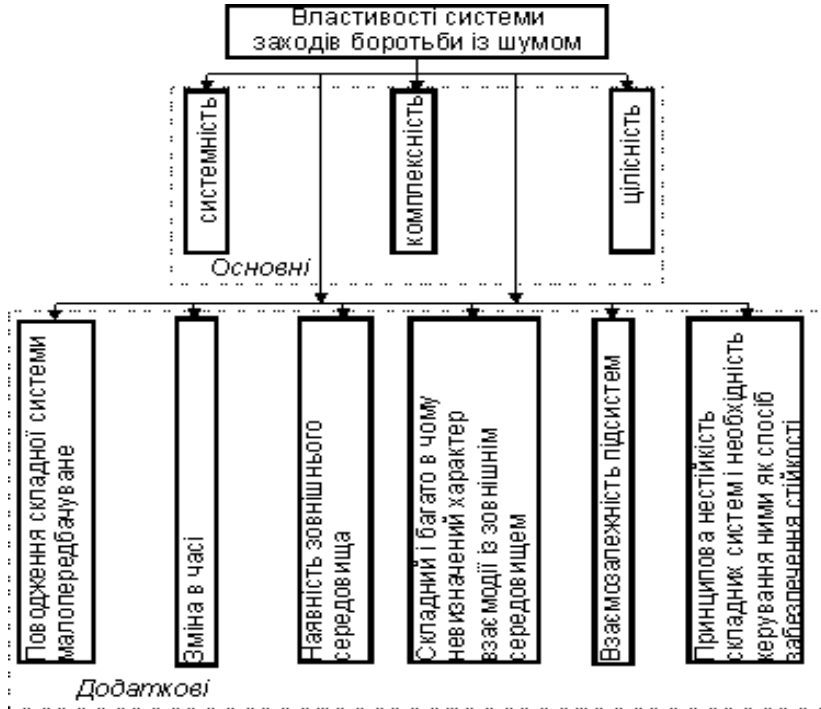 Властивості системи
заходів боротьби із шумом
системність
комплексність
цілісність
Основні
Поводження складної системи
малопередбачуване
Зміна в часі
Наявність зовнішнього
середовища
Складний і багато в чому
невизначений характер
взаємодії із зовнішнім
середовищем
Взаємозалежність підсистем
Принципова нестійкість
складних систем і необхідність
керування ними як спосіб
забезпечення стійкості
Додаткові